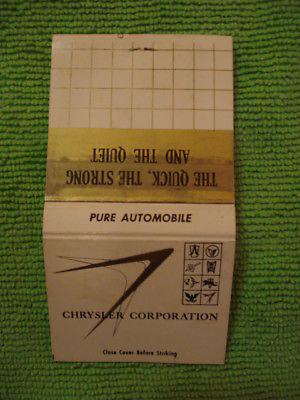 THE QUICK, THE STRONG
AND THE QUIET
PURE AUTOMOBILE
CHRYSLER CORPORATION
Close Cover Before Striking